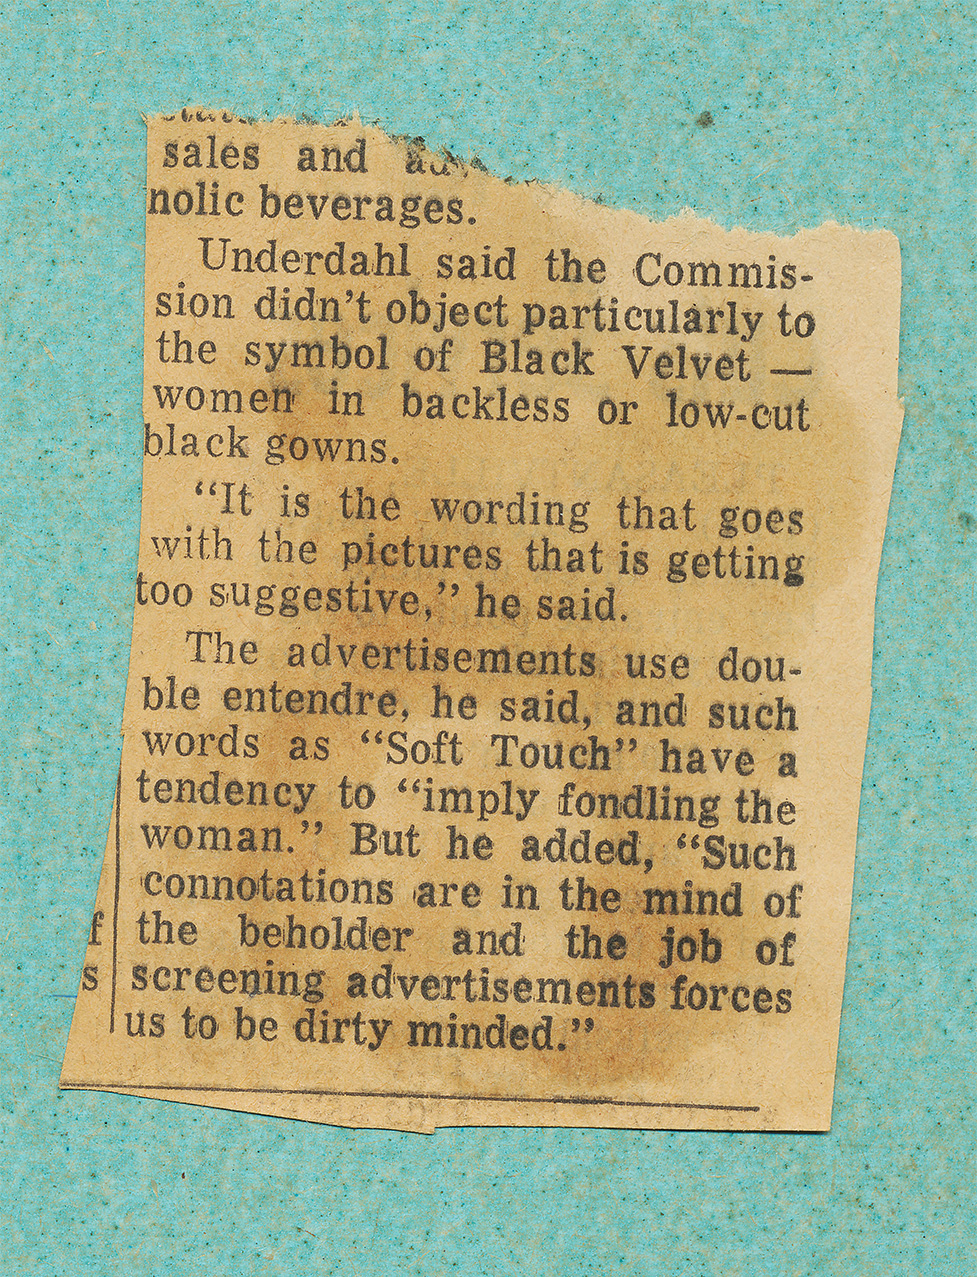 sales and
nolic beverages.
Underdahl said the Commis-
sion didn't object particularly to
the symbol of Black Velvet —
women in backless or low-cut
black gowns.
“It is the wording that goes
with the pictures that is getting
too suggestive,” he said.
The advertisements use dou-
ble entendre, he said, and such
words as “Soft Touch” have a
tendency to “imply fondling the
woman.” But he added, “Such
connotations are in the mind of
f
the beholder and the job of
s
screening advertisements forces
us to be dirty minded.”